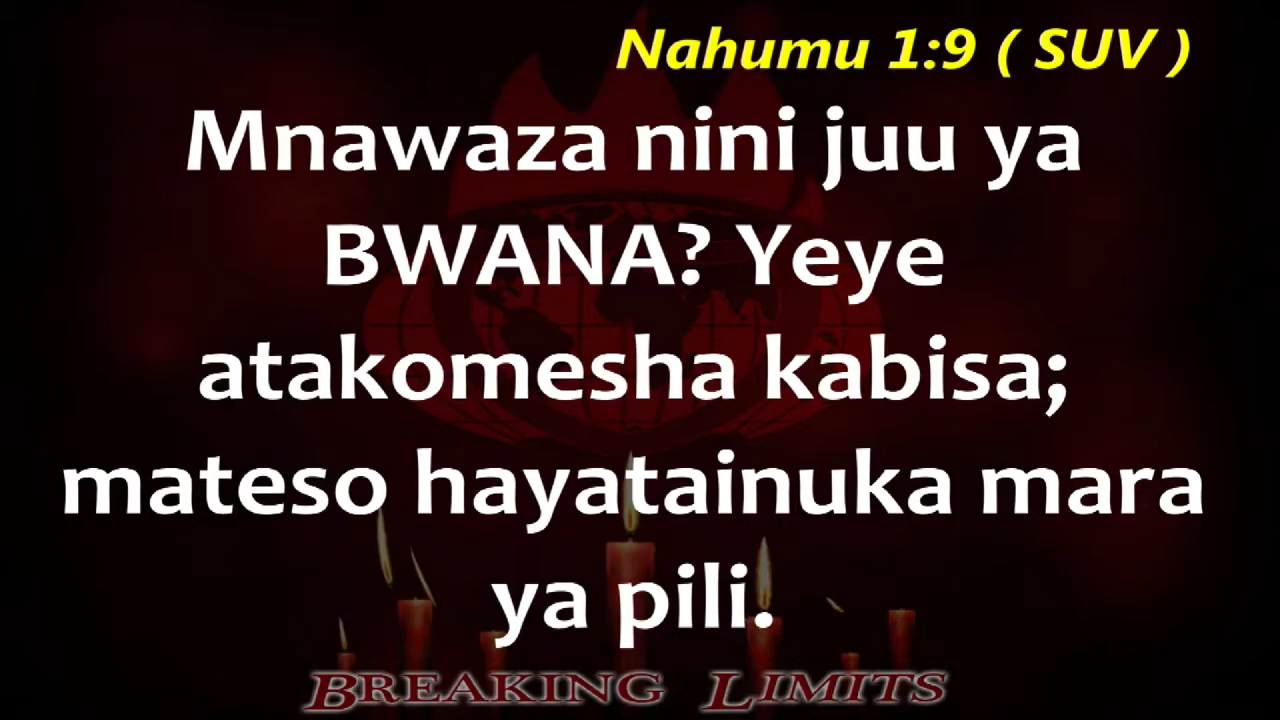 Nahumu 1:9 ( SUV )
Mnawaza nini juu ya
BWANA? Yeye
atakomesha kabisa;
mateso hayatainuka mara
ya pili.
BREAKING LIMITS